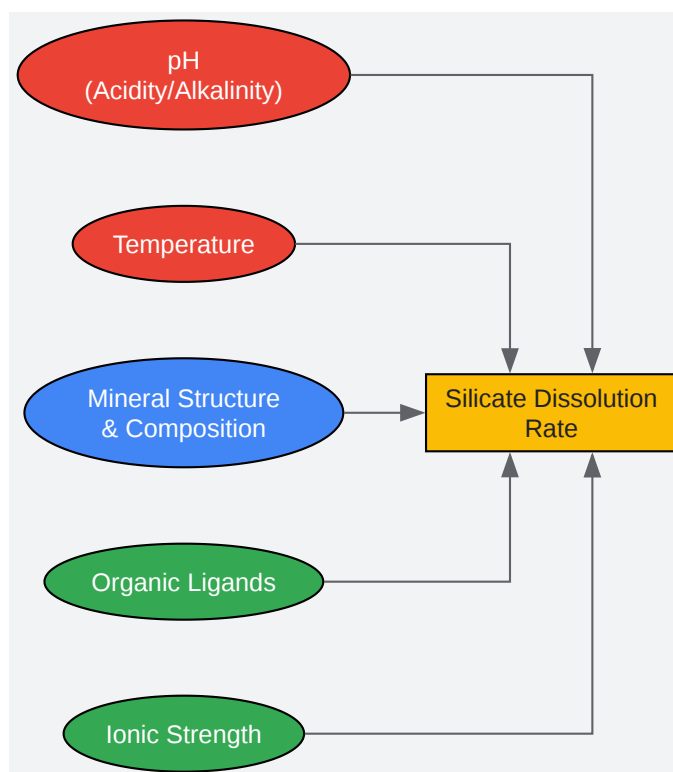 pH
(Acidity/Alkalinity)
Temperature
Mineral Structure
& Composition
Silicate Dissolution
Rate
Organic Ligands
Ionic Strength